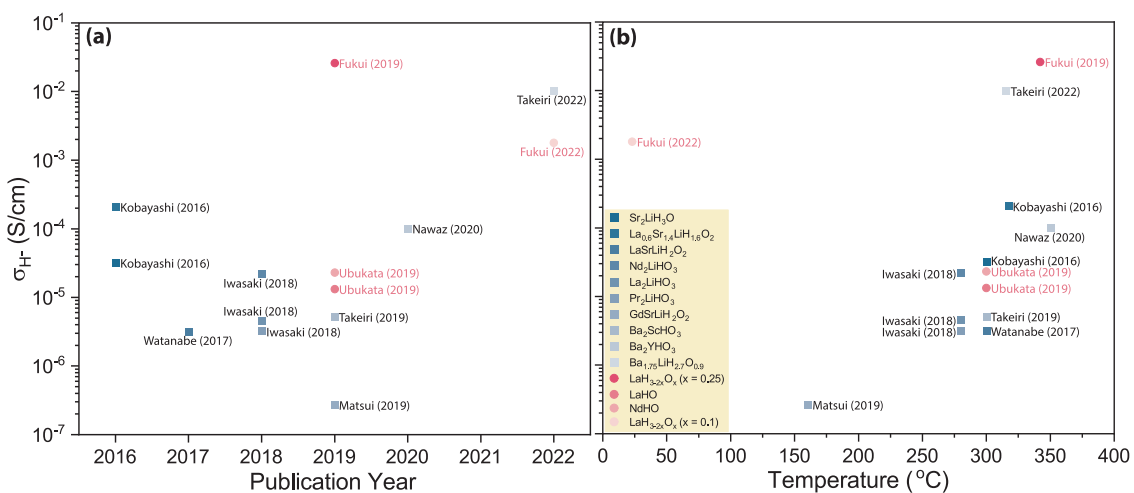 (a)
10⁻¹
10⁻²
10⁻³
10⁻⁴
10⁻⁵
10⁻⁶
10⁻⁷
σH- (S/cm)
Fukui (2019)
Takeiri (2022)
Fukui (2022)
Kobayashi (2016)
Nawaz (2020)
Kobayashi (2016)
Iwasaki (2018)
Ubukata (2019)
Ubukata (2019)
Iwasaki (2018)
Takeiri (2019)
Iwasaki (2018)
Watanabe (2017)
Matsui (2019)
2016 2017 2018 2019 2020 2021 2022
Publication Year
(b)
Fukui (2019)
Takeiri (2022)
Fukui (2022)
Kobayashi (2016)
Nawaz (2020)
Kobayashi (2016)
Iwasaki (2018)
Ubukata (2019)
Ubukata (2019)
Iwasaki (2018)
Takeiri (2019)
Iwasaki (2018)
Watanabe (2017)
Matsui (2019)
Sr₂LiH₃O
La₀.₆Sr₁.₄LiH₁.₆O₂
LaSrLiH₂O₂
Nd₂LiHO₃
La₂LiHO₃
Pr₂LiHO₃
GdSrLiH₂O₂
Ba₂ScHO₃
Ba₂YHO₃
Ba₁.₇₅LiH₂.₇O₀.₉
LaH₃₋₂ₓOₓ (x = 0.25)
LaHO
NdHO
LaH₃₋₂ₓOₓ (x = 0.1)
0 50 100 150 200 250 300 350 400
Temperature (°C)